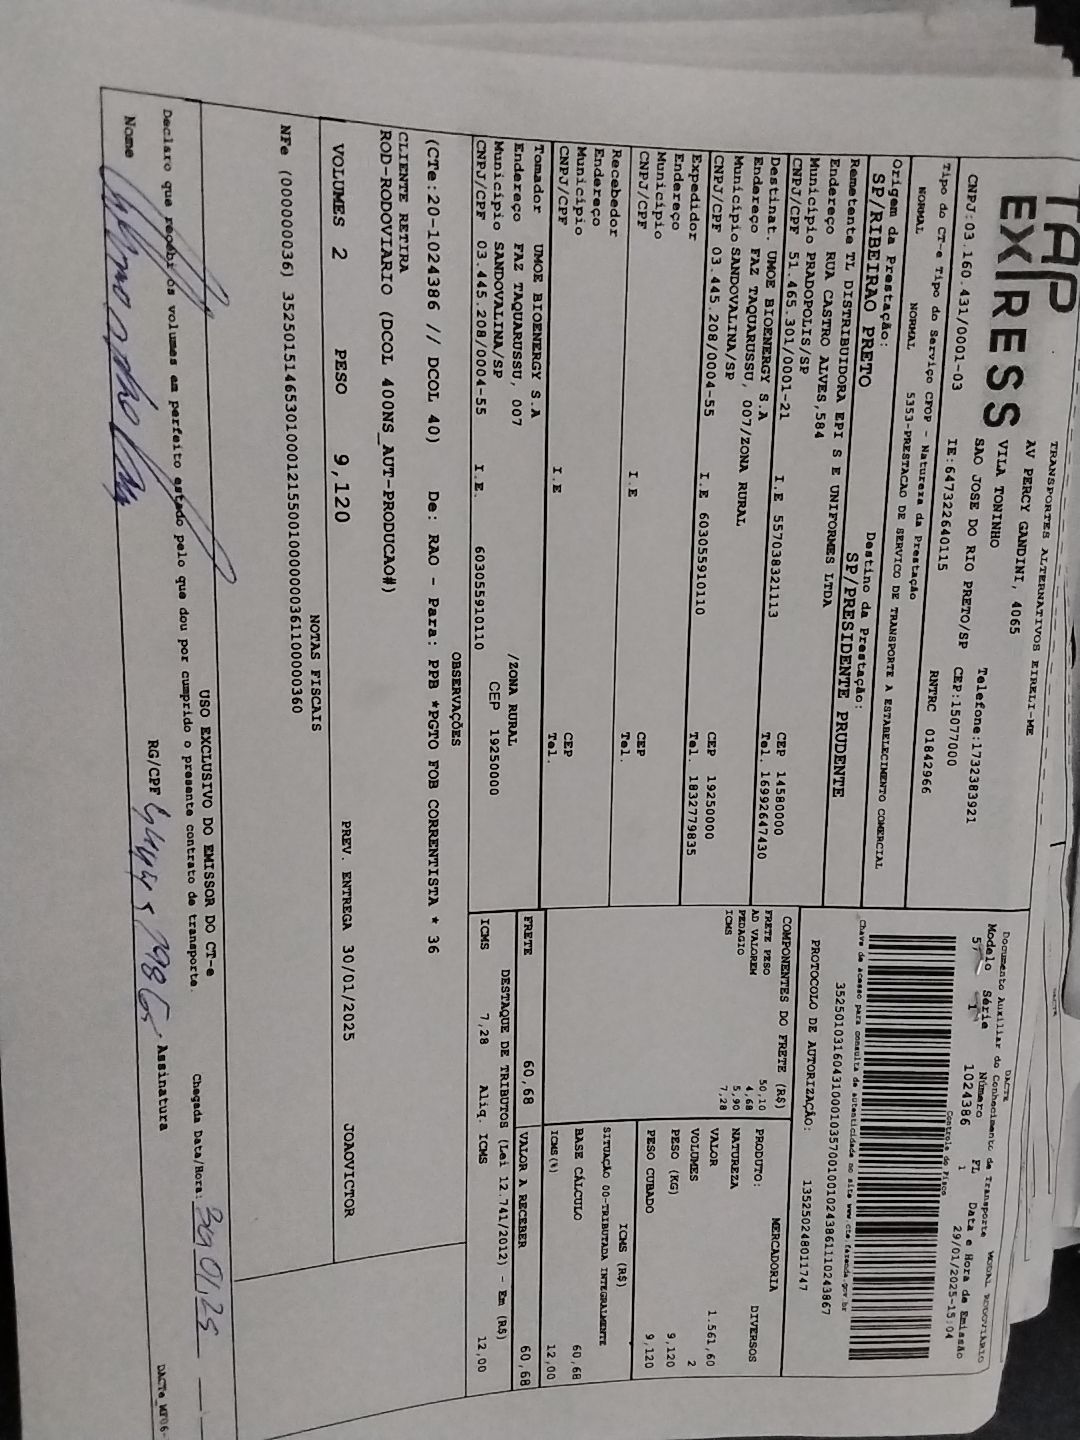 TAP
EXPRESS
TRANSPORTES ALTERNATIVOS EIRELI-ME
AV PERCY GANDINI, 4065
VILA TONINHO
SAO JOSE DO RIO PRETO/SP
Telefone:1732383921
CNPJ:03.160.431/0001-03
IE:647322640115
CEP:15077000
Tipo do CT-e Tipo do Serviço CFOP - Natureza da Prestação
RNTRC 01842966
NORMAL NORMAL 5353-PRESTACAO DE SERVICO DE TRANSPORTE A ESTABELECIMENTO COMERCIAL
Origem da Prestação: Destino da Prestação:
SP/RIBEIRAO PRETO SP/PRESIDENTE PRUDENTE
DACTE
Documento Auxiliar do Conhecimento de Transporte MODAL RODOVIÁRIO
Modelo Série Número FL Data e Hora de Emissão
57 1 1024386 1 29/01/2025-15:04
Controle do Fisco
Chave de acesso para consulta de autenticidade no site www.cte.fazenda.gov.br
PROTOCOLO DE AUTORIZAÇÃO: 135250248011747
Remetente TL DISTRIBUIDORA EPI S E UNIFORMES LTDA
Endereço RUA CASTRO ALVES,584
Município PRADOPOLIS/SP CEP 14580000
CNPJ/CPF 51.465.301/0001-21 I.E 557038321113 Tel. 16992647430
Destinat. UMOE BIOENERGY S.A
Endereço FAZ TAQUARUSSU, 007/ZONA RURAL
Município SANDOVALINA/SP CEP 19250000
CNPJ/CPF 03.445.208/0004-55 I.E 603055910110 Tel. 1832779835
Expedidor
Endereço
Município CEP
CNPJ/CPF I.E Tel.
Recebedor
Endereço
Município CEP
CNPJ/CPF I.E Tel.
Tomador UMOE BIOENERGY S.A
Endereço FAZ TAQUARUSSU, 007 /ZONA RURAL
Município SANDOVALINA/SP CEP 19250000
CNPJ/CPF 03.445.208/0004-55 I.E. 603055910110
COMPONENTES DO FRETE (R$)
FRETE PESO 50,10
AD VALOREM 4,68
PEDAGIO 5,90
ICMS 7,28
MERCADORIA
PRODUTO: DIVERSOS
NATUREZA
VALOR 1.561,60
VOLUMES 2
PESO (KG) 9,120
PESO CUBADO 9,120
ICMS (R$)
SITUAÇÃO 00-TRIBUTADA INTEGRALMENTE
BASE CÁLCULO 60,68
ICMS(%) 12,00
FRETE 60,68
VALOR A RECEBER 60,68
DESTAQUE DE TRIBUTOS (Lei 12.741/2012) - Em (R$)
ICMS 7,28 Alíq. ICMS 12,00
OBSERVAÇÕES
(CTe:20-1024386 // DCOL 40) De: RAO - Para: PPB *PGTO FOB CORRENTISTA * 36
CLIENTE RETIRA
ROD-RODOVIARIO (DCOL 400NS_AUT-PRODUCAO#)
VOLUMES 2 PESO 9,120 PREV. ENTREGA 30/01/2025 JOAOVICTOR
NOTAS FISCAIS
USO EXCLUSIVO DO EMISSOR DO CT-e
Declaro que recebi os volumes em perfeito estado pelo que dou por cumprido o presente contrato de transporte.
Chegada Data/Hora: 30,01,25
Nome RG/CPF Assinatura